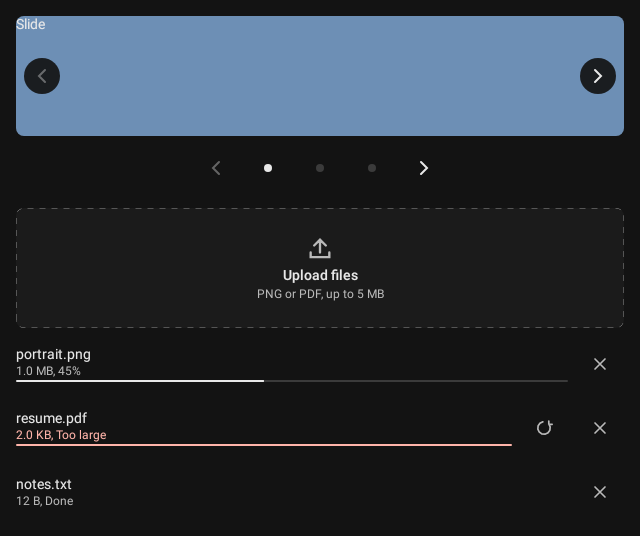 Slide
Upload files
PNG or PDF, up to 5 MB
portrait.png
1.0 MB, 45%
resume.pdf
2.0 KB, Too large
notes.txt
12 B, Done